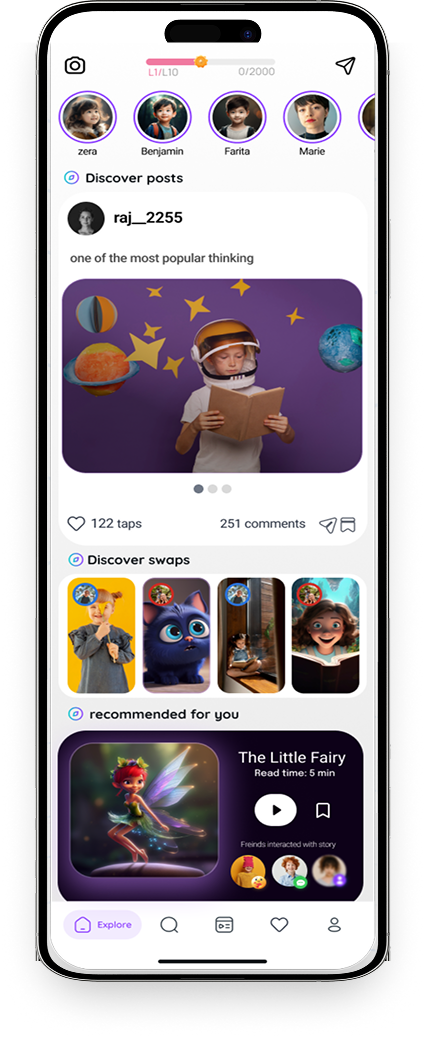 L1/L10 0/2000
zera Benjamin Farita Marie
Discover posts
raj__2255
one of the most popular thinking
122 taps 251 comments
Discover swaps
recommended for you
The Little Fairy
Read time: 5 min
Freinds interacted with story
Explore